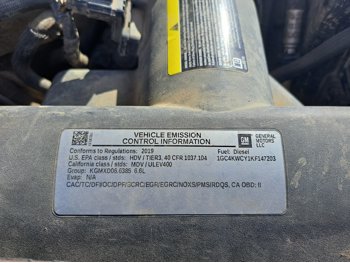 VEHICLE EMISSION
CONTROL INFORMATION
GM
GENERAL
MOTORS
LLC
Conforms to Regulations: 2019
Fuel: Diesel
U.S. EPA class / stds: HDV / TIER3, 40 CFR 1037.104
1GC4KWCY1KF147203
California class / stds: MDV / ULEV400
Group: KGMXD06.6385 6.6L
Evap: N/A
CAC/TC/DFI/OC/DPF/SCRC/EGR/EGRC/NOXS/PMS/RDQS, CA OBD: II